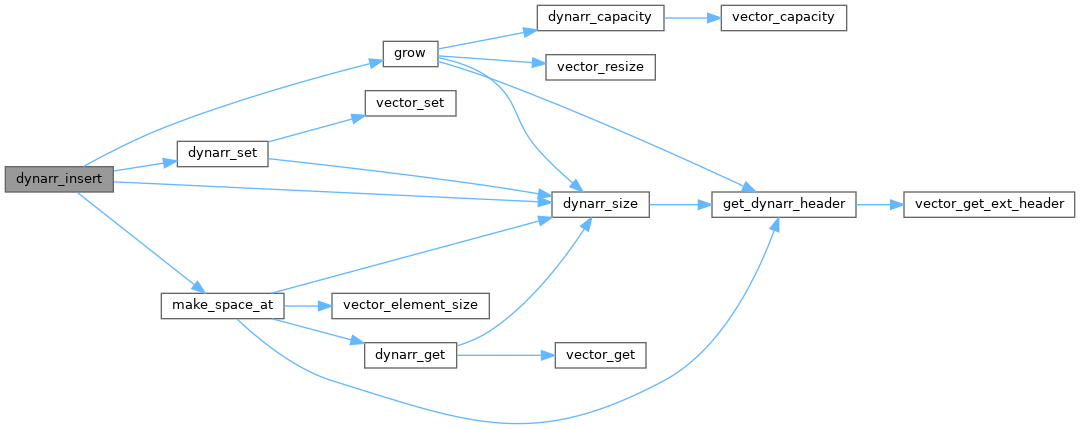 dynarr_capacity
vector_capacity
grow
vector_resize
vector_set
dynarr_set
dynarr_insert
dynarr_size
get_dynarr_header
vector_get_ext_header
make_space_at
vector_element_size
dynarr_get
vector_get